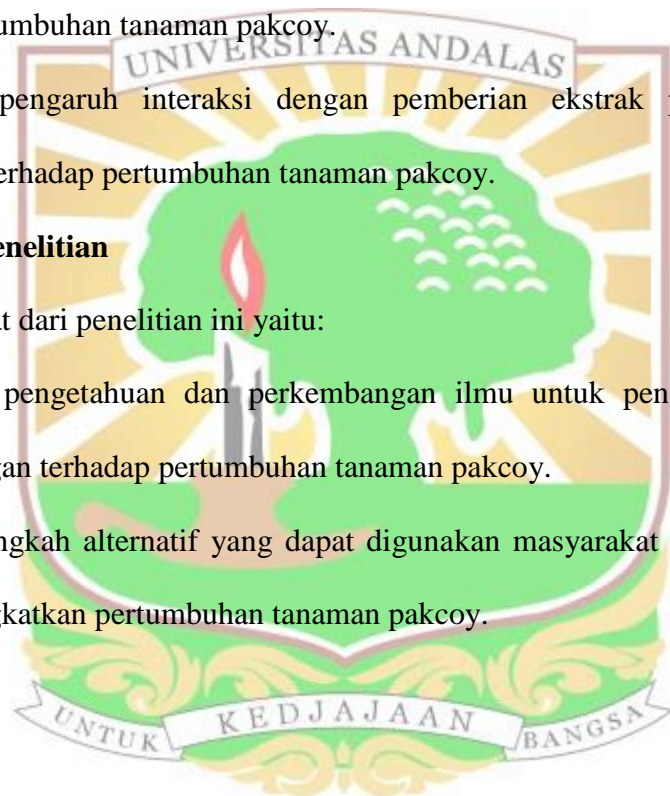 umbuhan tanaman pakcoy.
UNIVERSITAS ANDALAS
pengaruh interaksi dengan pemberian ekstrak
erhadap pertumbuhan tanaman pakcoy.
enelitian
at dari penelitian ini yaitu:
pengetahuan dan perkembangan ilmu untuk pen
gan terhadap pertumbuhan tanaman pakcoy.
ngkah alternatif yang dapat digunakan masyarakat
gkatkan pertumbuhan tanaman pakcoy.
UNTUK KEDJAJAAN BANGSA